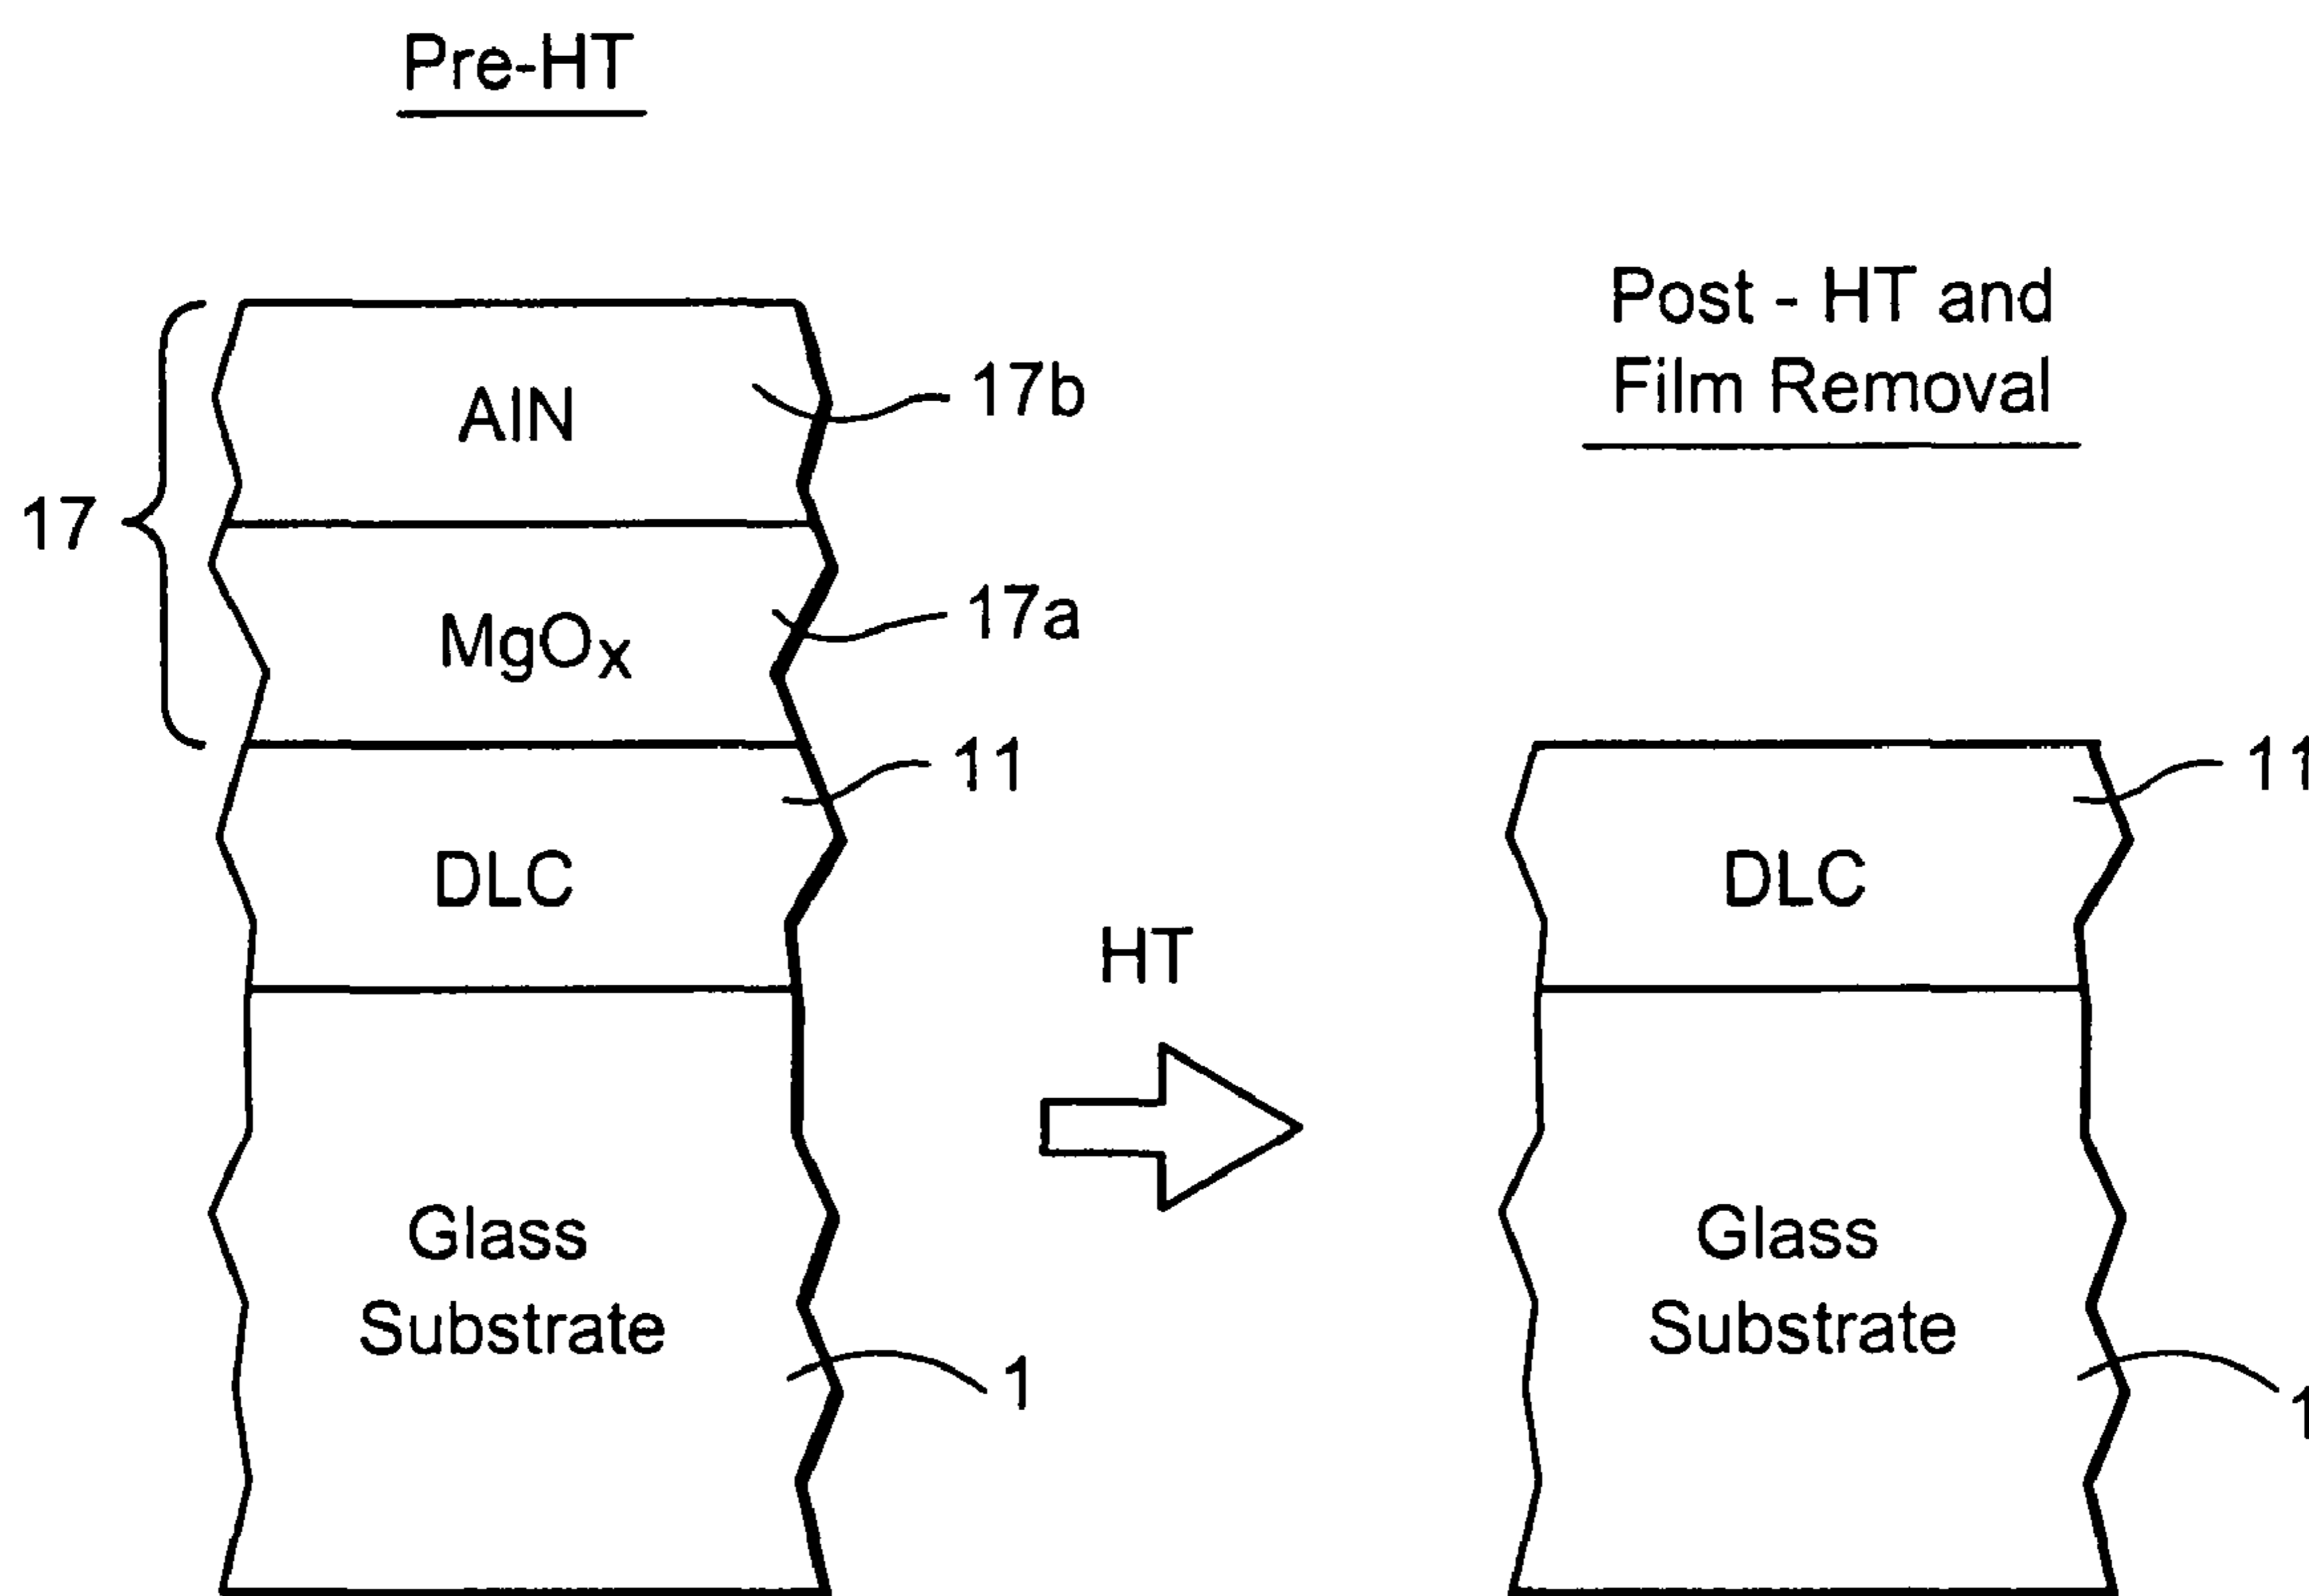 Pre-HT
Post - HT and
Film Removal
17
AlN
17b
MgOx
17a
DLC
11
HT
DLC
11
Glass
Substrate
1
Glass
Substrate
1